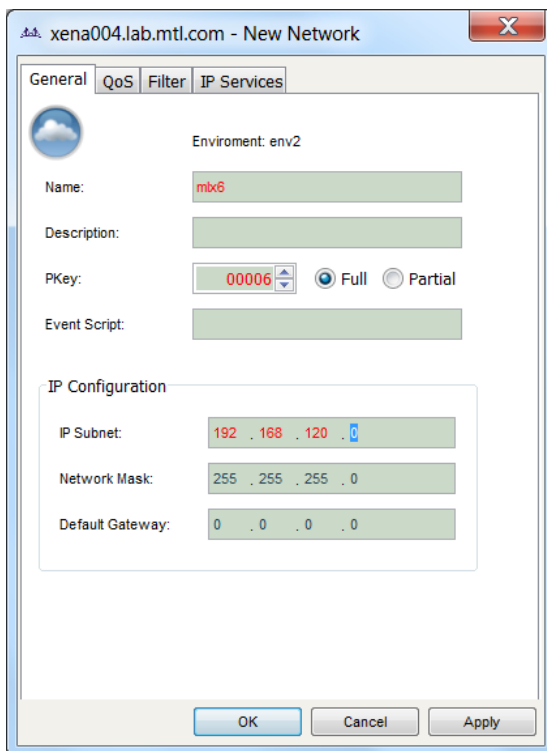 xena004.lab.mtl.com - New Network
X
General QoS Filter IP Services
Enviroment: env2
Name: mlx6
Description:
PKey: 00006 Full Partial
Event Script:
IP Configuration
IP Subnet: 192 . 168 . 120 . 0
Network Mask: 255 . 255 . 255 . 0
Default Gateway: 0 . 0 . 0 . 0
OK Cancel Apply